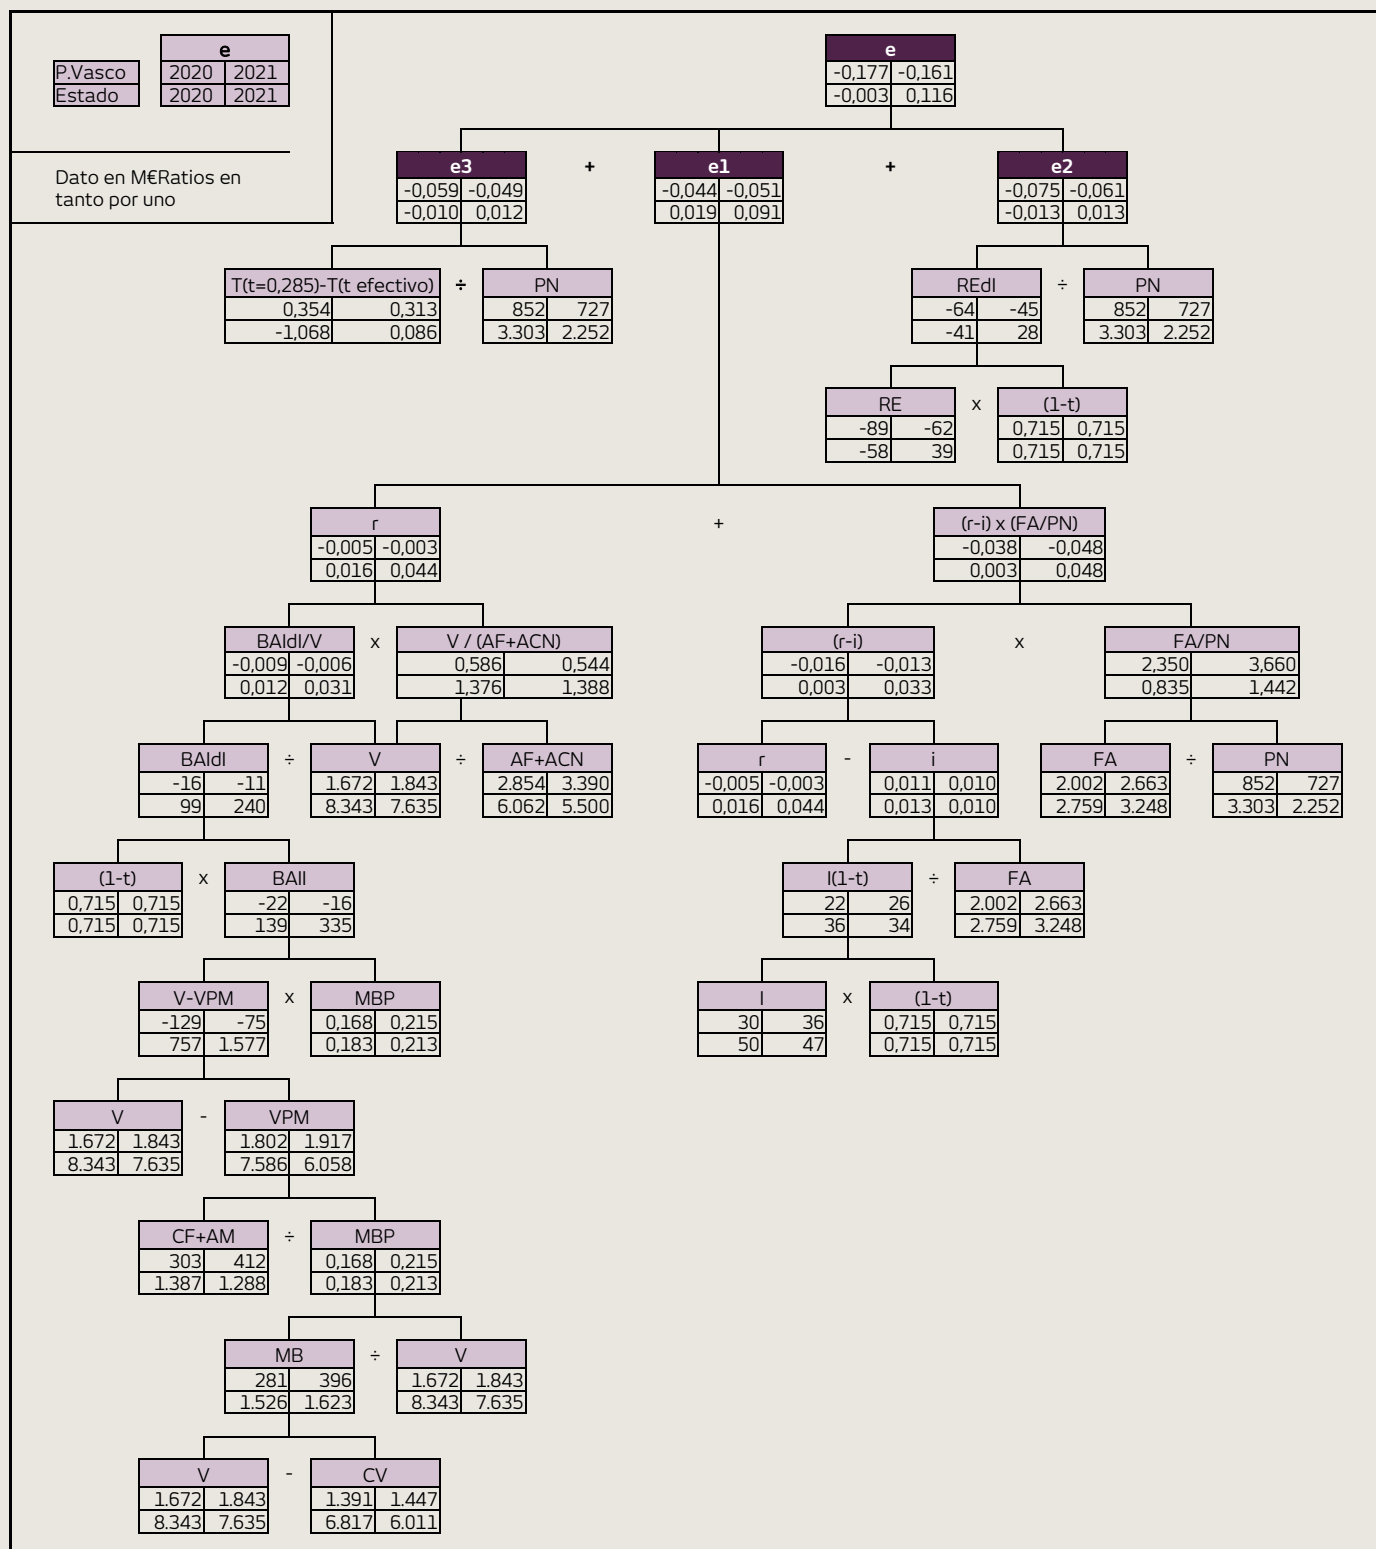 e
P.Vasco 2020 2021
Estado 2020 2021
Dato en M€Ratios en
tanto por uno
e
-0,177 -0,161
-0,003 0,116
e3 + e1 + e2
-0,059 -0,049 -0,044 -0,051 -0,075 -0,061
-0,010 0,012 0,019 0,091 -0,013 0,013
T(t=0,285)-T(t efectivo) ÷ PN REdI ÷ PN
0,354 0,313 852 727 -64 -45 852 727
-1,068 0,086 3.303 2.252 -41 28 3.303 2.252
RE x (1-t)
-89 -62 0,715 0,715
-58 39 0,715 0,715
r + (r-i) x (FA/PN)
-0,005 -0,003 -0,038 -0,048
0,016 0,044 0,003 0,048
BAIdI/V x V / (AF+ACN) (r-i) x FA/PN
-0,009 -0,006 0,586 0,544 -0,016 -0,013 2,350 3,660
0,012 0,031 1,376 1,388 0,003 0,033 0,835 1,442
BAIdI ÷ V ÷ AF+ACN r - i FA ÷ PN
-16 -11 1.672 1.843 2.854 3.390 -0,005 -0,003 0,011 0,010 2.002 2.663 852 727
99 240 8.343 7.635 6.062 5.500 0,016 0,044 0,013 0,010 2.759 3.248 3.303 2.252
(1-t) x BAII I(1-t) ÷ FA
0,715 0,715 -22 -16 22 26 2.002 2.663
0,715 0,715 139 335 36 34 2.759 3.248
V-VPM x MBP I x (1-t)
-129 -75 0,168 0,215 30 36 0,715 0,715
757 1.577 0,183 0,213 50 47 0,715 0,715
V - VPM
1.672 1.843 1.802 1.917
8.343 7.635 7.586 6.058
CF+AM ÷ MBP
303 412 0,168 0,215
1.387 1.288 0,183 0,213
MB ÷ V
281 396 1.672 1.843
1.526 1.623 8.343 7.635
V - CV
1.672 1.843 1.391 1.447
8.343 7.635 6.817 6.011